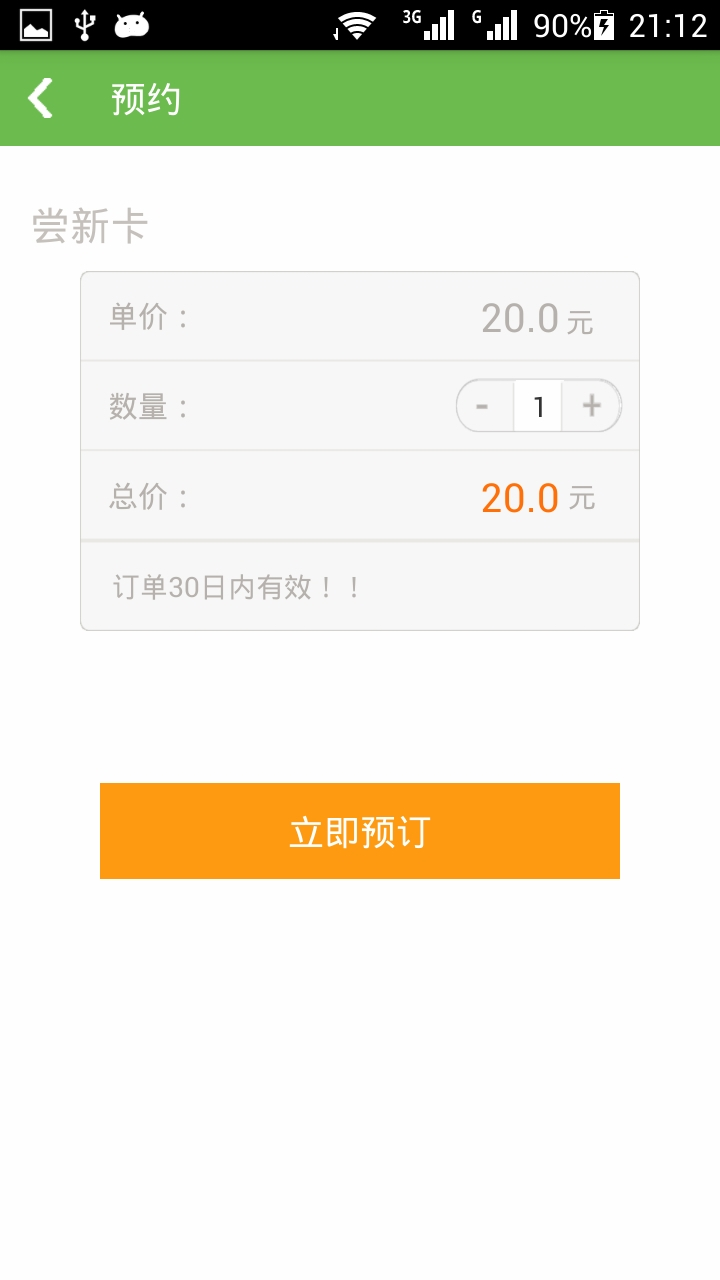 3G G 90% 21:12
预约
尝新卡
单价： 20.0 元
数量： - 1 +
总价： 20.0 元
订单30日内有效！！
立即预订